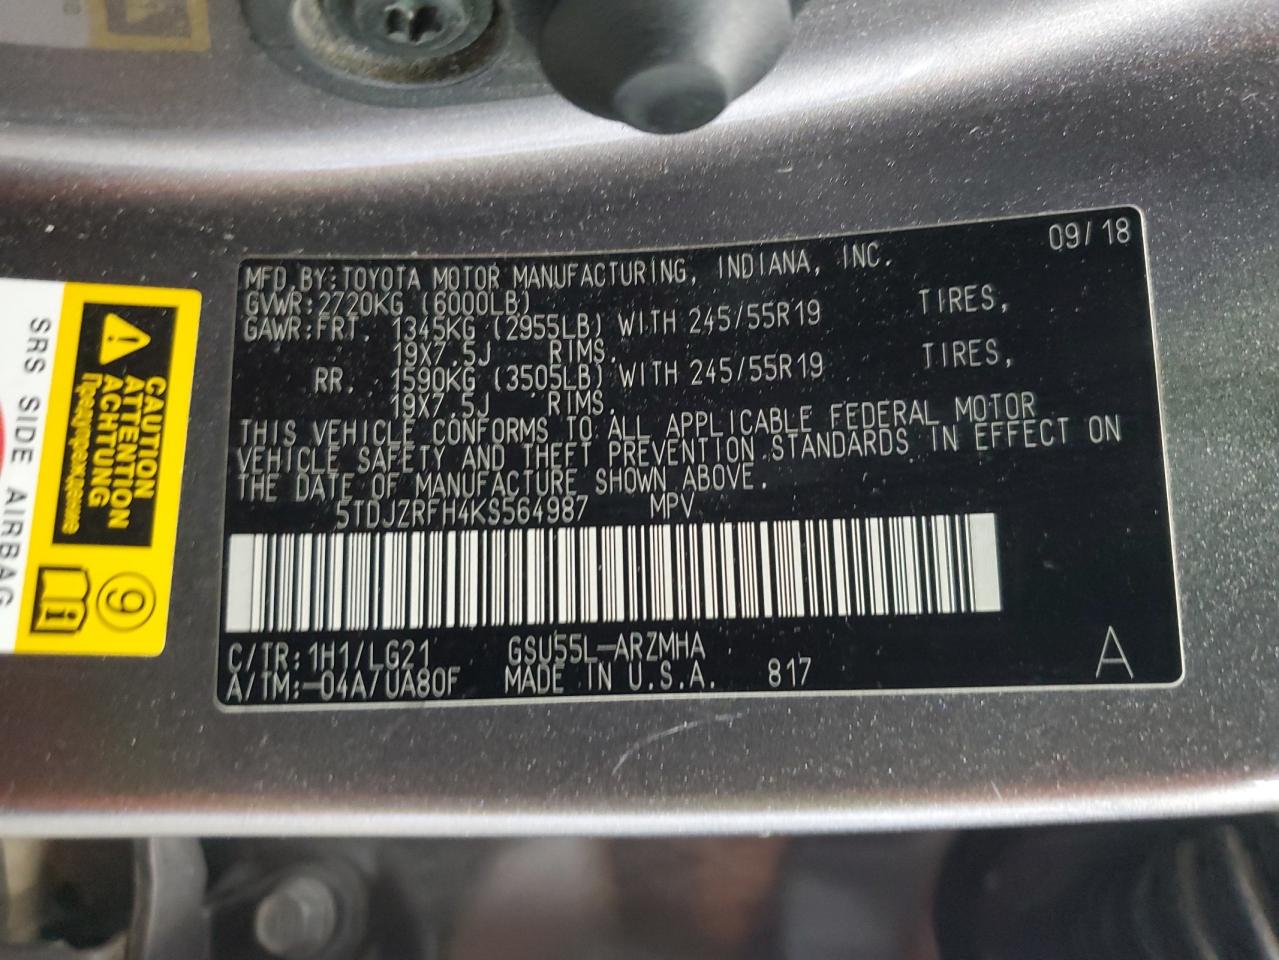 09/18
MFD.BY:TOYOTA MOTOR MANUFACTURING, INDIANA, INC.
GVWR:2720KG (6000LB)
GAWR:FRT. 1345KG (2955LB) WITH 245/55R19 TIRES,
19X7.5J RIMS.
RR. 1590KG (3505LB) WITH 245/55R19 TIRES,
19X7.5J RIMS.
THIS VEHICLE CONFORMS TO ALL APPLICABLE FEDERAL MOTOR
VEHICLE SAFETY AND THEFT PREVENTION STANDARDS IN EFFECT ON
THE DATE OF MANUFACTURE SHOWN ABOVE.
5TDJZRFH4KS564987 MPV
C/TR:1H1/LG21 GSU55L-ARZMHA
A/TM:-04A/UA80F MADE IN U.S.A. 817
A
CAUTION
ATTENTION
ACHTUNG
Предупреждение
9
SRS SIDE AIRBAG